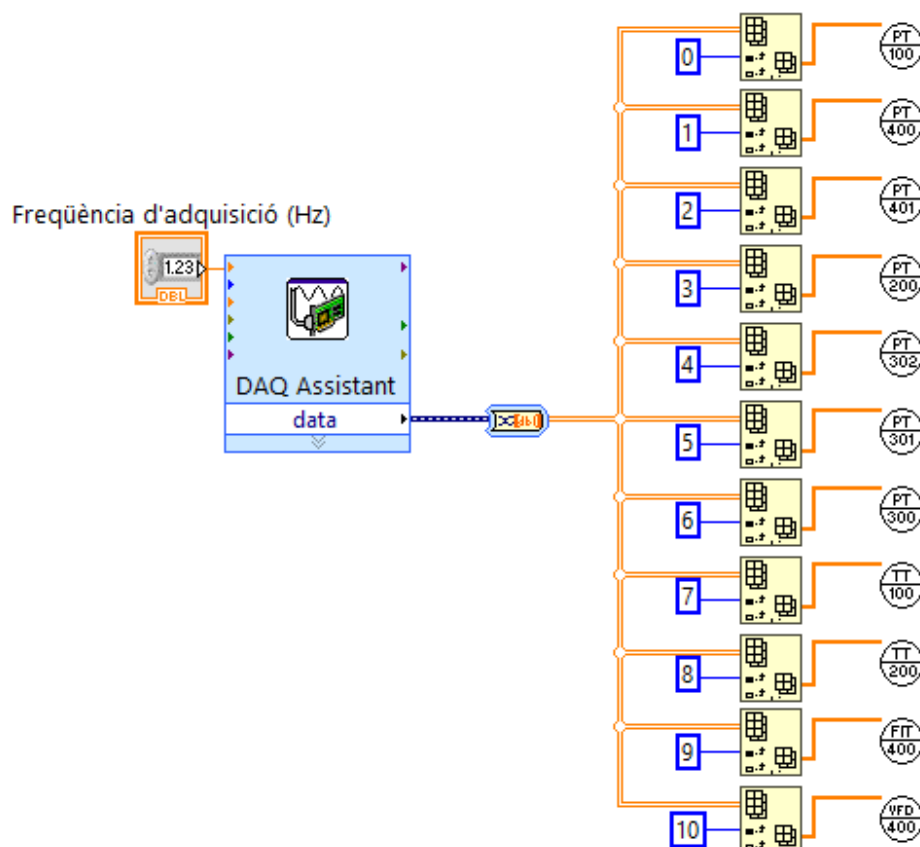 0
PT
100
1
PT
400
2
PT
401
Freqüència d'adquisició (Hz)
1.23
DBL
3
PT
200
4
PT
302
DAQ Assistant
data
[db]
5
PT
301
6
PT
300
7
TT
100
8
TT
200
9
FIT
400
10
VFD
400